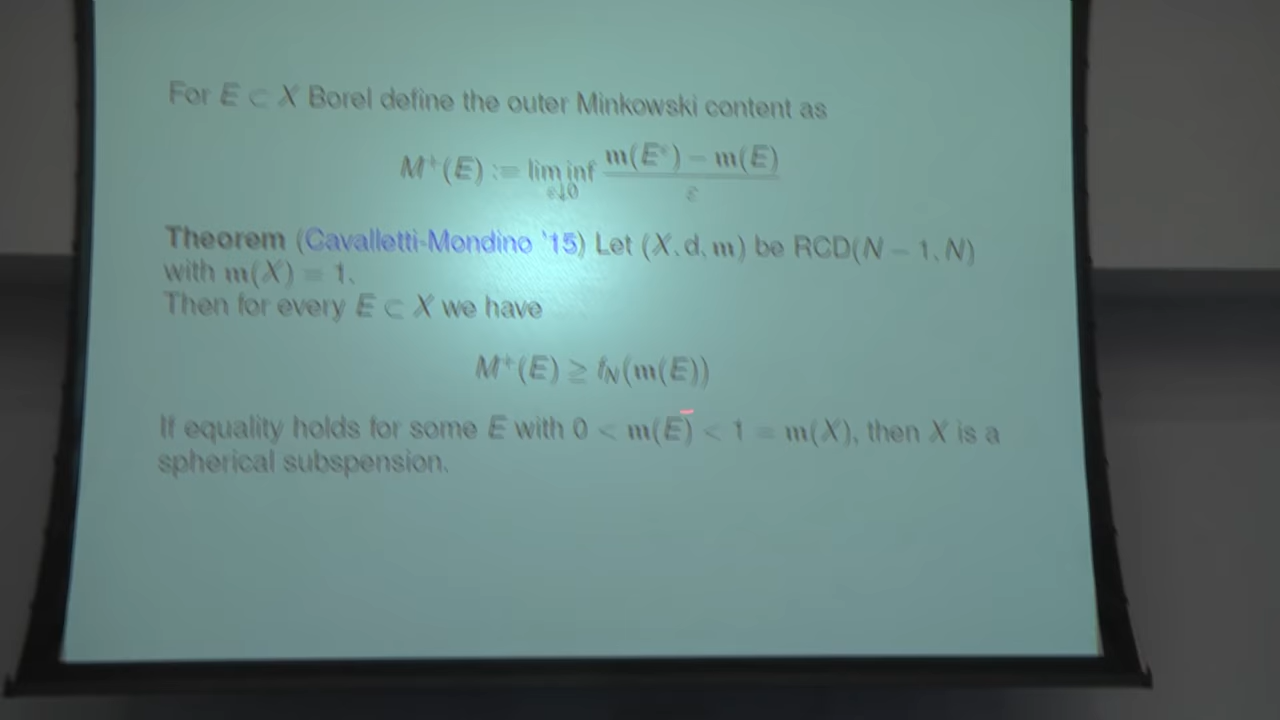 For E ⊂ X Borel define the outer Minkowski content as
M⁺(E) := lim inf_{ε↓0} (m(E^ε) − m(E)) / ε
Theorem (Cavalletti-Mondino '15) Let (X, d, m) be RCD(N − 1, N)
with m(X) = 1.
Then for every E ⊂ X we have
M⁺(E) ≥ f_N(m(E))
If equality holds for some E with 0 < m(E) < 1 = m(X), then X is a
spherical subspension.